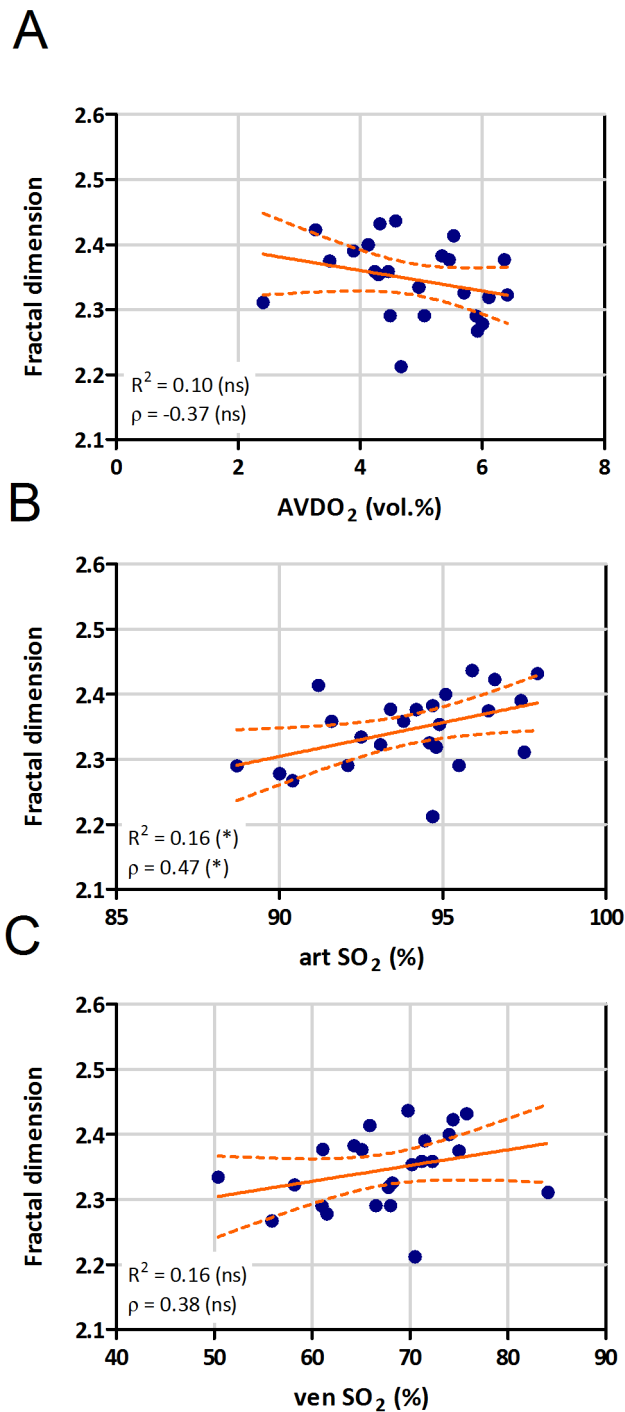 A
2.6
2.5
2.4
2.3
2.2
2.1
Fractal dimension
R² = 0.10 (ns)
ρ = -0.37 (ns)
0 2 4 6 8
AVDO₂ (vol.%)
B
2.6
2.5
2.4
2.3
2.2
2.1
Fractal dimension
R² = 0.16 (*)
ρ = 0.47 (*)
85 90 95 100
art SO₂ (%)
C
2.6
2.5
2.4
2.3
2.2
2.1
Fractal dimension
R² = 0.16 (ns)
ρ = 0.38 (ns)
40 50 60 70 80 90
ven SO₂ (%)